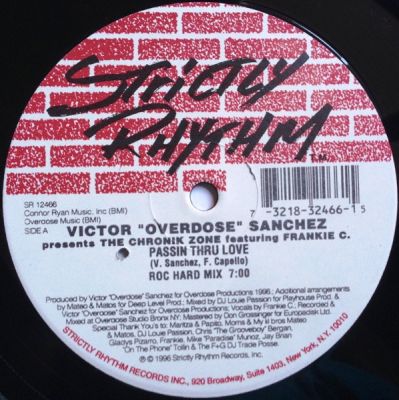 STRICTLY
RHYTHM
T.M.
SR 12466
Connor Ryan Music, Inc (BMI)
Overdose Music (BMI)
SIDE A
7 -3218-32466-1 5
VICTOR "OVERDOSE" SANCHEZ
presents THE CHRONIK ZONE featuring FRANKIE C.
PASSIN THRU LOVE
(V. Sanchez, F. Capello)
ROC HARD MIX 7:00
Produced by Victor "Overdose" Sanchez for Overdose Productions 1996.; Additional arrangements
by Mateo & Matos for Deep Level Prod.; Mixed by DJ Louie Passion for Playhouse Prod. &
Victor "Overdose" Sanchez for Overdose Productions; Vocals by Frankie C.; Recorded &
Mixed at Overdose Studio Bronx NY; Mastered by Don Grossinger for Europadisk Ltd.
Special Thank You's to: Maritza & Papito, Moms & My li bros Mateo
& Matos, DJ Louie Passion, Chris "The Grooveboy" Bergan,
Gladys Pizarro, Frankie, Mike "Paradise" Munoz, Jay Brian
"On The Phone" Tollin & The F+G DJ Trade Posse.
℗ © 1996 Strictly Rhythm Records, Inc.
STRICTLY RHYTHM RECORDS INC., 920 Broadway, Suite 1403, New York, N.Y. 10010